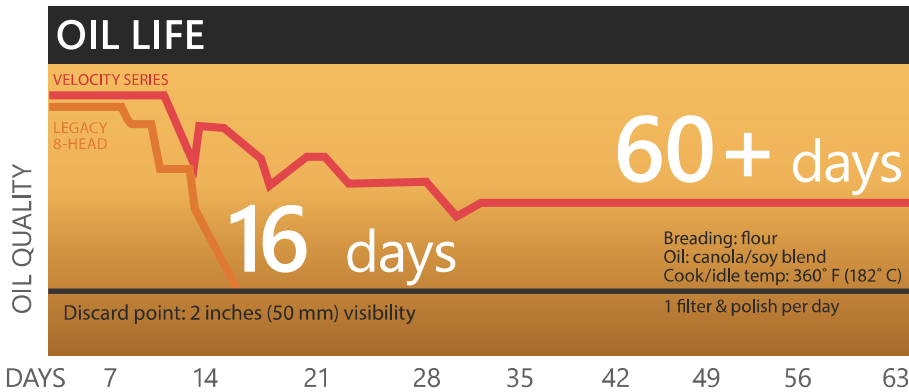 OIL LIFE
VELOCITY SERIES
LEGACY
8-HEAD
60+ days
16 days
Breading: flour
Oil: canola/soy blend
Cook/idle temp: 360° F (182° C)
1 filter & polish per day
Discard point: 2 inches (50 mm) visibility
OIL QUALITY
DAYS 7 14 21 28 35 42 49 56 63